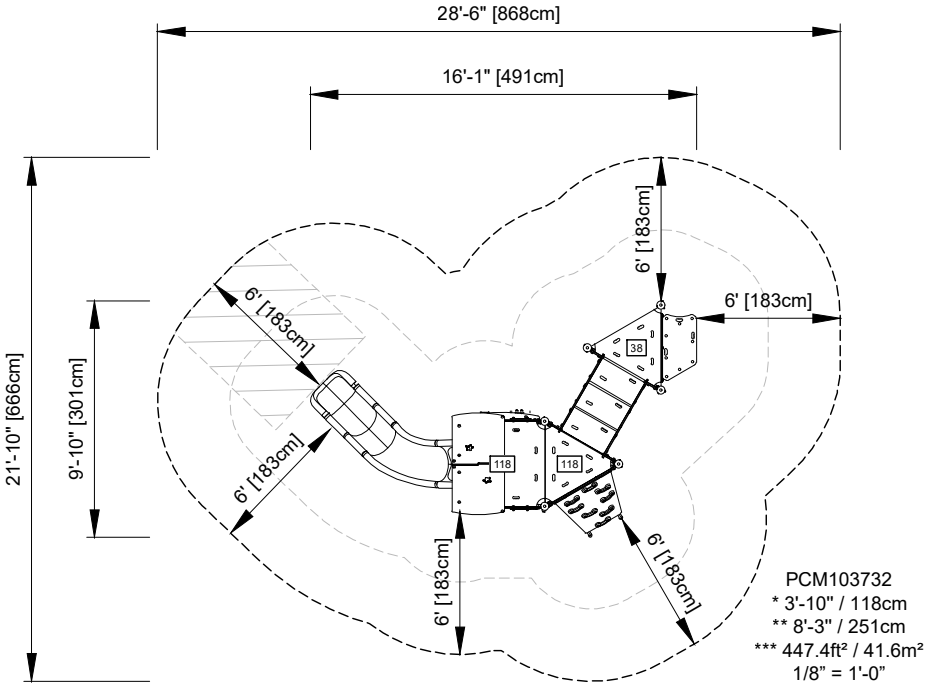 28'-6" [868cm]
16'-1" [491cm]
21'-10" [666cm]
9'-10" [301cm]
6' [183cm]
6' [183cm]
6' [183cm]
38
118
118
6' [183cm]
6' [183cm]
6' [183cm]
PCM103732
* 3'-10" / 118cm
** 8'-3" / 251cm
*** 447.4ft² / 41.6m²
1/8" = 1'-0"